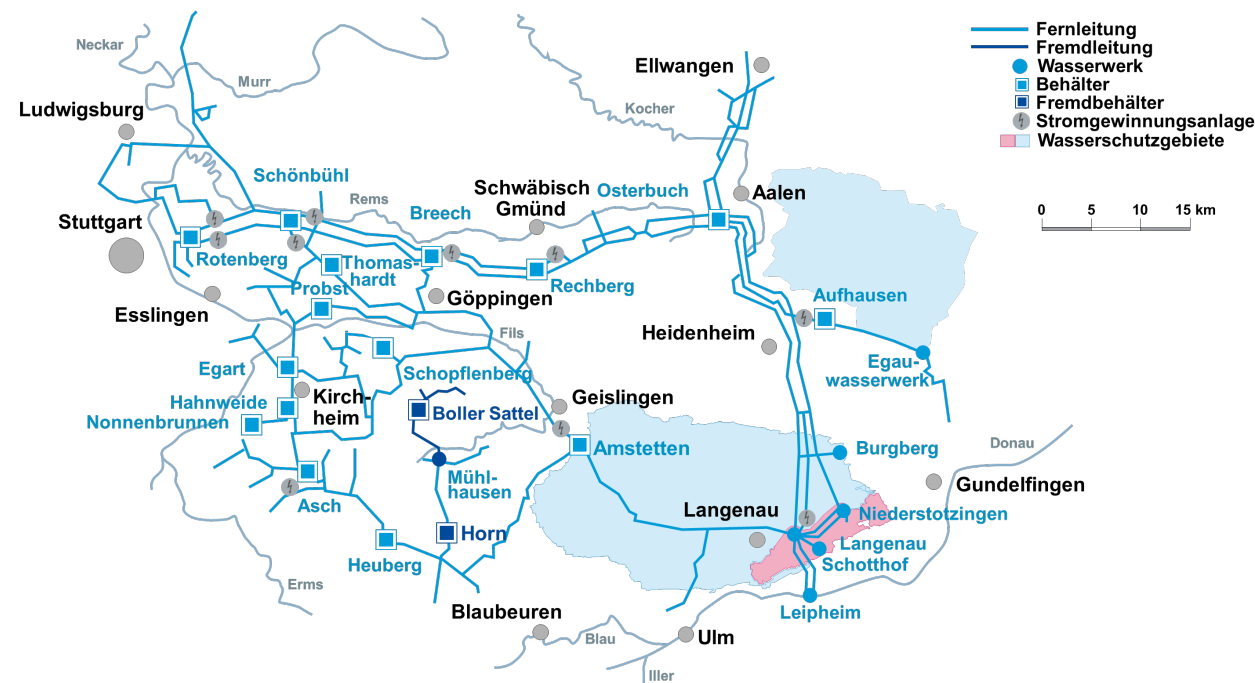 Neckar
Murr
Ludwigsburg
Ellwangen
Kocher
Fernleitung
Fremdleitung
Wasserwerk
Behälter
Fremdbehälter
Stromgewinnungsanlage
Wasserschutzgebiete
0 5 10 15 km
Schönbühl
Rems
Breech
Schwäbisch
Gmünd
Osterbuch
Aalen
Stuttgart
Rotenberg
Thomas-
hardt
Probst
Göppingen
Rechberg
Esslingen
Fils
Heidenheim
Aufhausen
Egau-
wasserwerk
Egart
Schopflenberg
Hahnweide
Nonnenbrunnen
Kirch-
heim
Boller Sattel
Geislingen
Amstetten
Burgberg
Donau
Gundelfingen
Mühl-
hausen
Asch
Langenau
Niederstotzingen
Horn
Langenau
Schotthof
Heuberg
Erms
Leipheim
Blaubeuren
Blau
Ulm
Iller